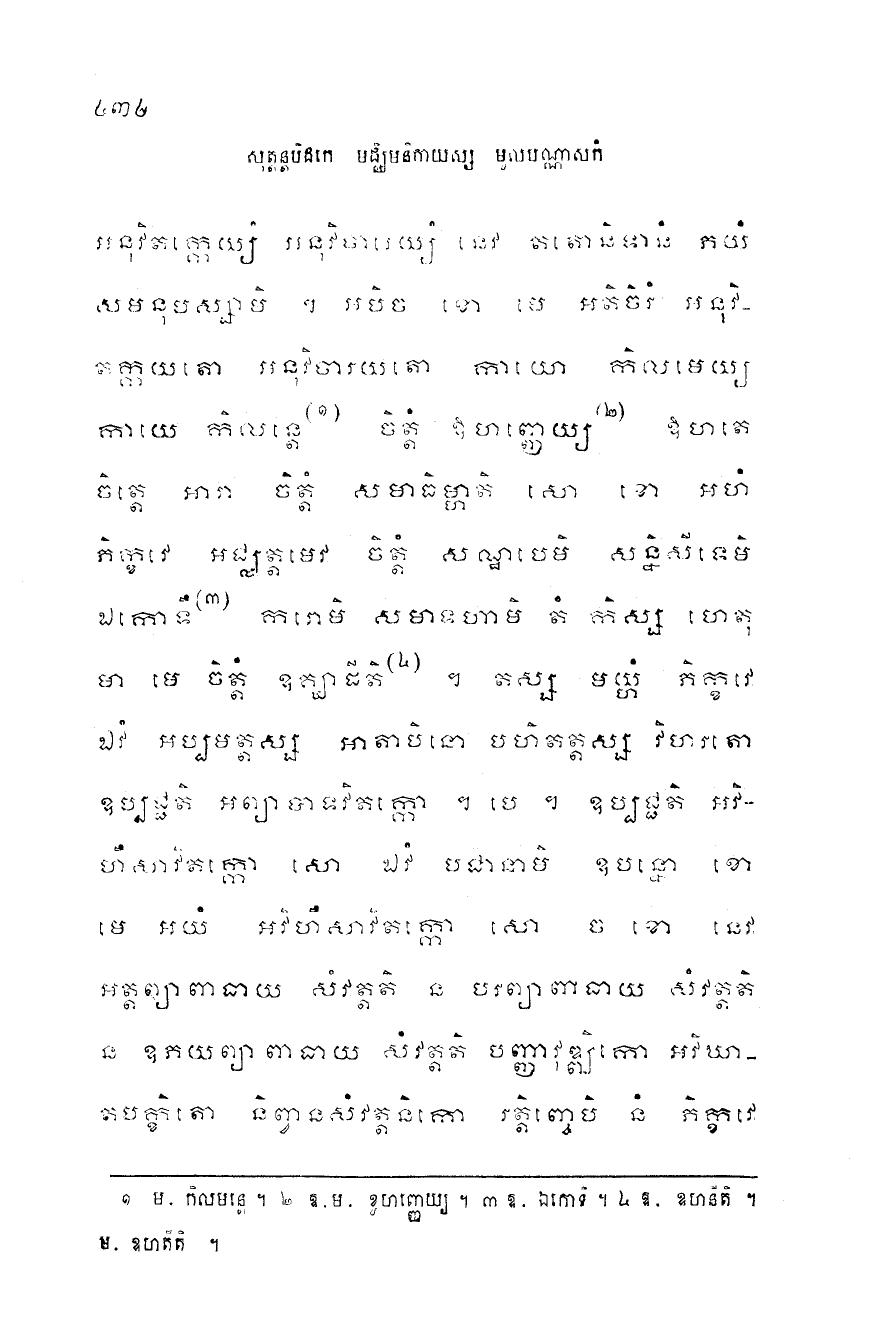 ៤៣៤
សុត្តន្តបិដកេ មជ្ឈិមនិកាយស្ស មូលបណ្ណាសកំ
អនុវិតក្កេយ្យំ អនុវិចារេយ្យំ នេវ តតោនិទានំ ភយំ
សមនុបស្សាមិ ។ អបិច ខោ មេ អតិចិរំ អនុវិ-
តក្កយតោ អនុវិចារយតោ កាយោ កិលមេយ្យ
កាយេ កិលន្តេ(១) ចិត្តំ ឱហញ្ញេយ្យ(២) ឱហតេ
ចិត្តេ អារា ចិត្តំ សមាធិម្ហាតិ សោ ខោ អហំ
ភិក្ខវេ អជ្ឈត្តមេវ ចិត្តំ សណ្ឋបេមិ សន្និសីទេមិ
ឯកោទឹ(៣) ករោមិ សមាទហាមិ តំ កិស្ស ហេតុ
មា មេ ចិត្តំ ឧគ្ឃាដីតិ(៤) ។ តស្ស មយ្ហំ ភិក្ខវេ
ឯវំ អប្បមត្តស្ស អាតាបិនោ បហិតត្តស្ស វិហរតោ
ឧប្បជ្ជតិ អព្យាបាទវិតក្កោ ។ បេ ។ ឧប្បជ្ជតិ អវិ-
ហឹសាវិតក្កោ សោ ឯវំ បជានាមិ ឧបន្នោ ខោ
មេ អយំ អវិហឹសាវិតក្កោ សោ ច ខោ នេវ
អត្តព្យាពាធាយ សំវត្តតិ ន បរព្យាពាធាយ សំវត្តតិ
ន ឧភយព្យាពាធាយ សំវត្តតិ បញ្ញាវុឌ្ឍិកោ អវិឃា-
តបក្ខិកោ និព្វានសំវត្តនិកោ រត្តិញ្ចេបិ នំ ភិក្ខវេ
១ ម. កិលមន្តេ ។ ២ ឱ.ម. ឩហញ្ញេយ្យ ។ ៣ ឱ. ឯកោទិ ។ ៤ ឱ. ឧហនីតិ ។
ម. ឧហតីតិ ។